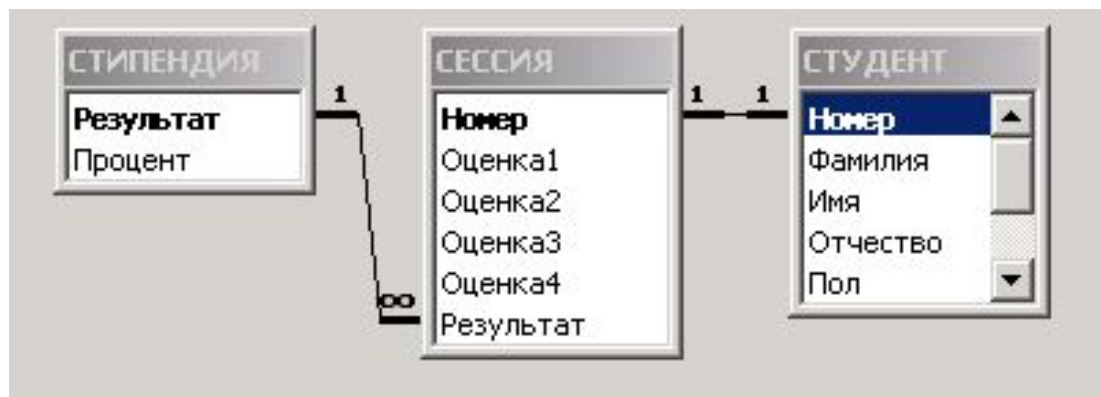 СТИПЕНДИЯ
Результат
Процент
1
∞
СЕССИЯ
Номер
Оценка1
Оценка2
Оценка3
Оценка4
Результат
1
1
СТУДЕНТ
Номер
Фамилия
Имя
Отчество
Пол